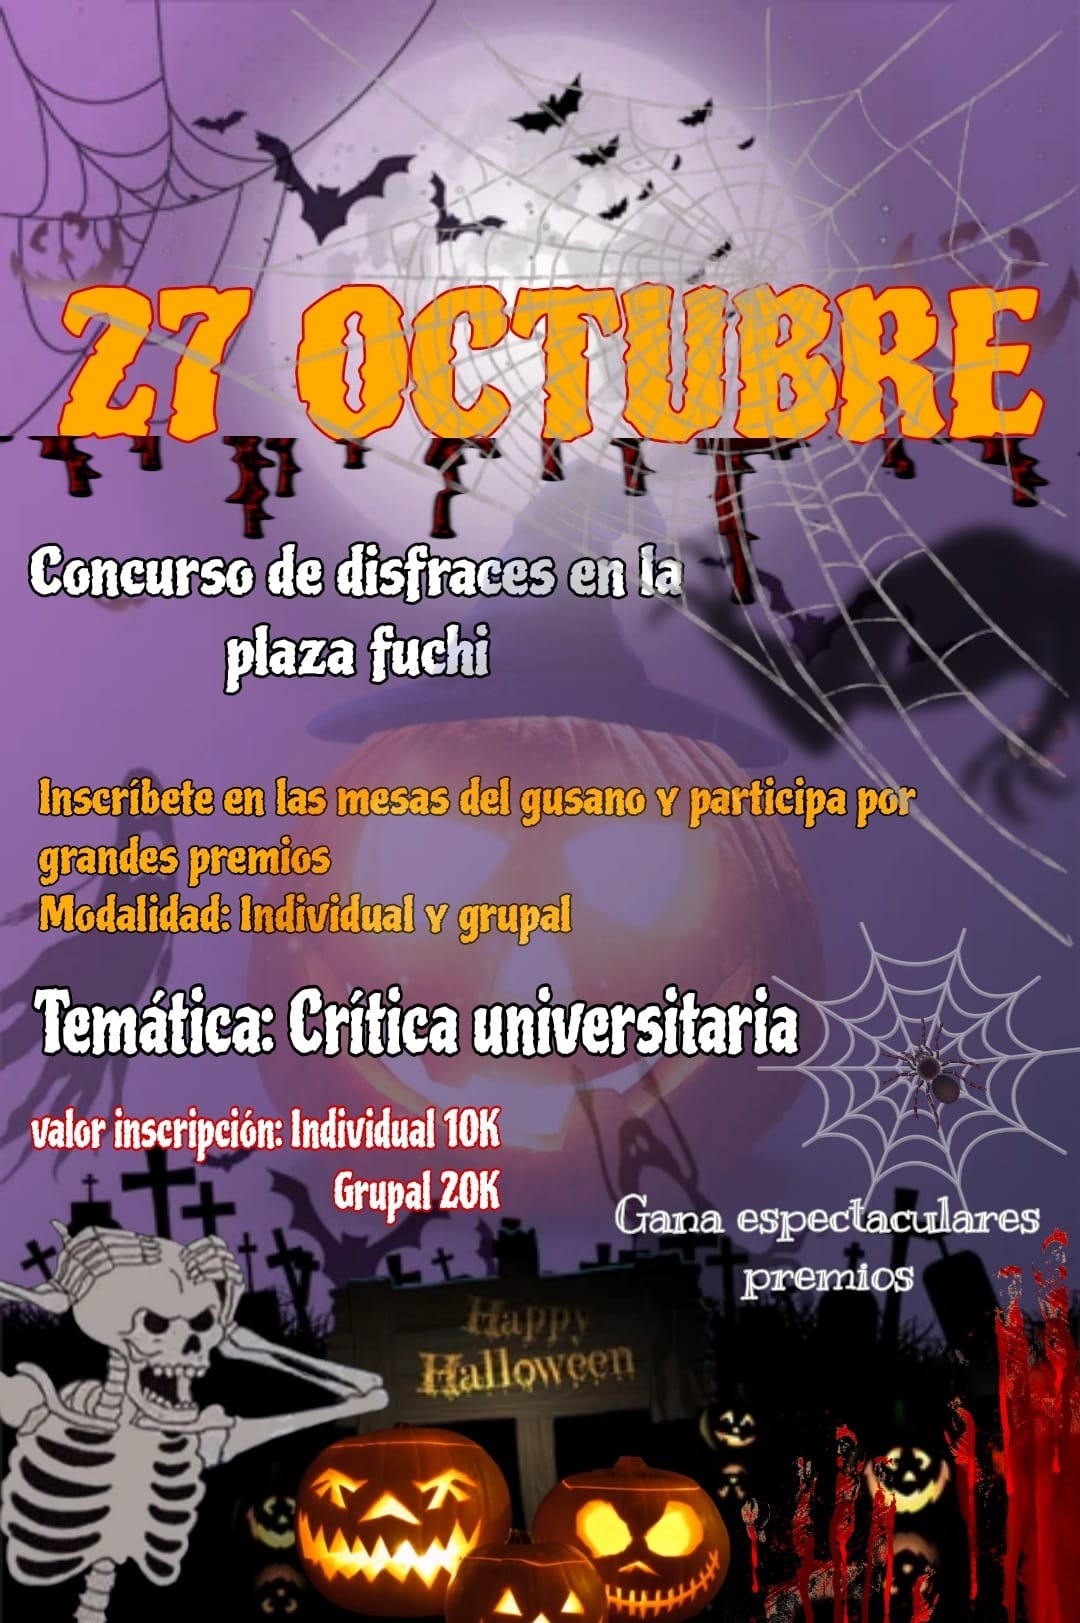 27 OCTUBRE
Concurso de disfraces en la
plaza fuchi
Inscríbete en las mesas del gusano y participa por
grandes premios
Modalidad: Individual y grupal
Temática: Crítica universitaria
valor inscripción: Individual 10K
Grupal 20K
Gana espectaculares
premios
Happy
Halloween